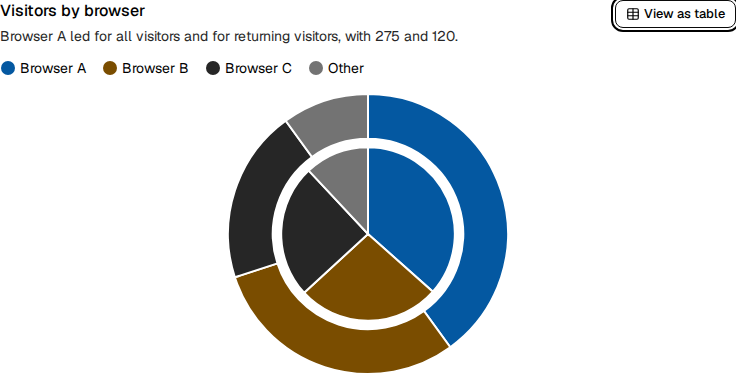 Visitors by browser
View as table
Browser A led for all visitors and for returning visitors, with 275 and 120.
Browser A Browser B Browser C Other